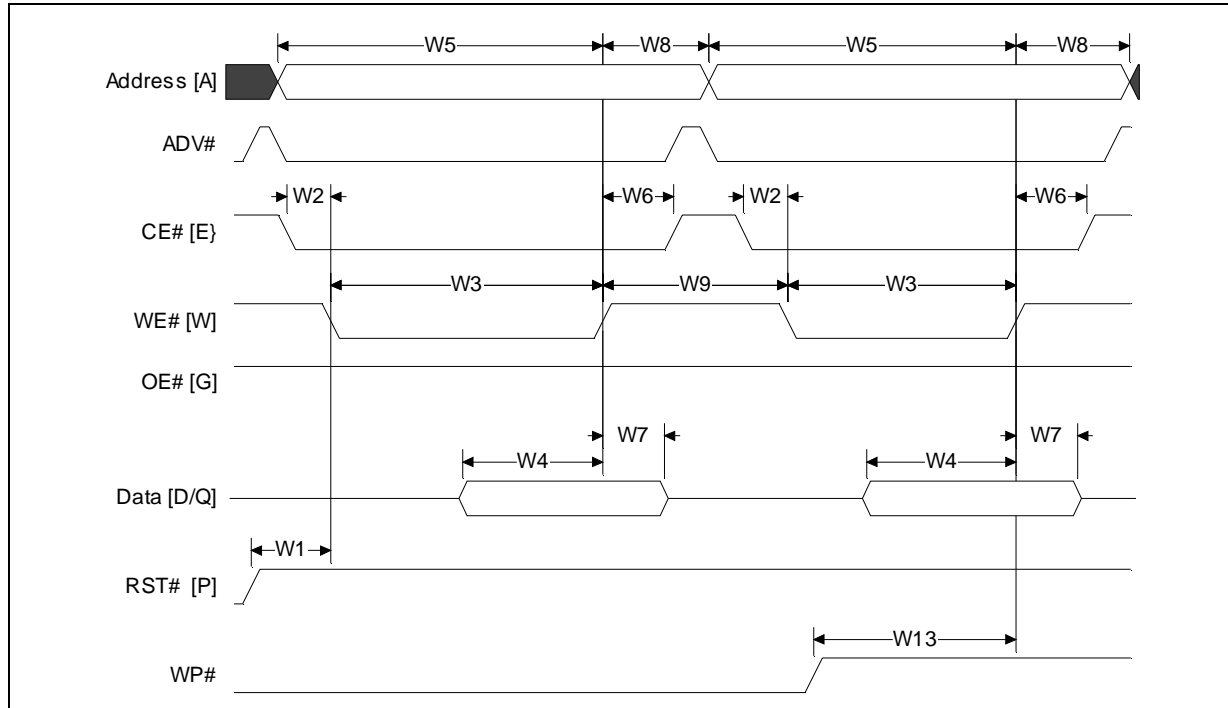 W5 W8 W5 W8
Address [A]
ADV#
W2 W6 W2 W6
CE# [E}
W3 W9 W3
WE# [W]
OE# [G]
W7 W7
W4 W4
Data [D/Q]
W1
RST# [P]
W13
WP#